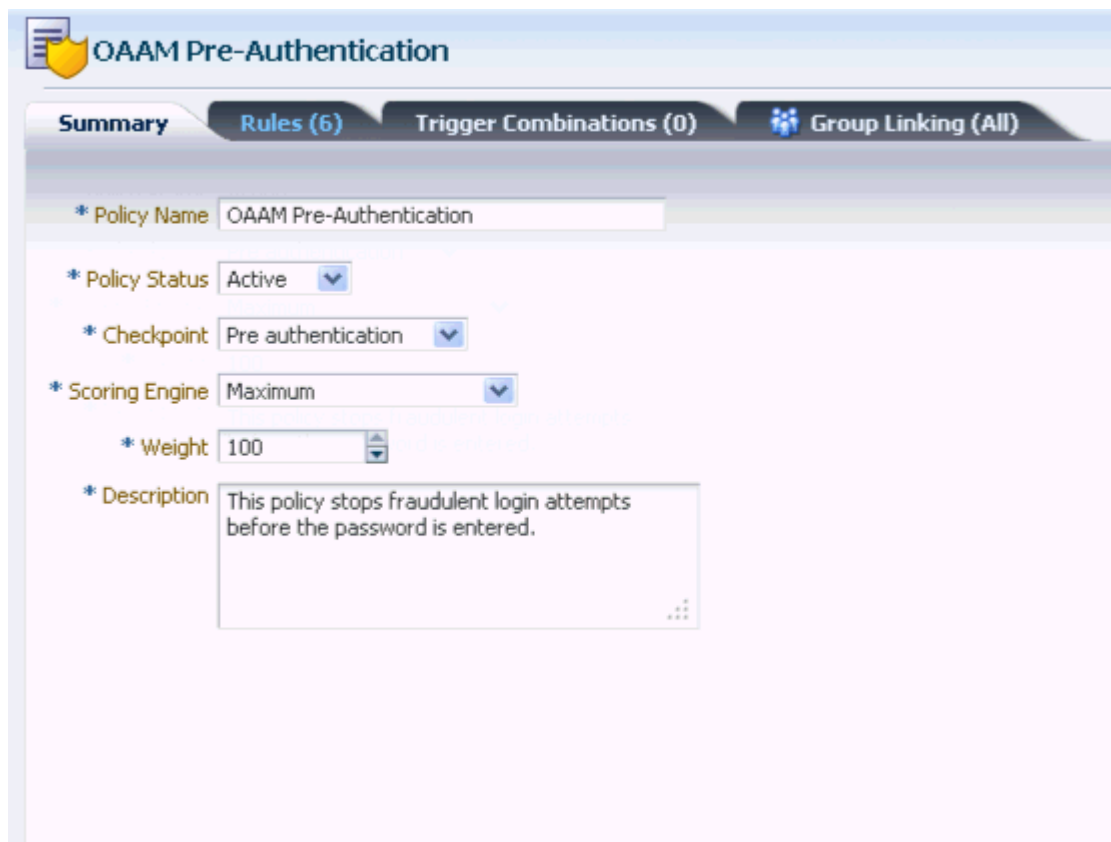 OAAM Pre-Authentication
Summary Rules (6) Trigger Combinations (0) Group Linking (All)
* Policy Name OAAM Pre-Authentication
* Policy Status Active
* Checkpoint Pre authentication
* Scoring Engine Maximum
* Weight 100
* Description This policy stops fraudulent login attempts
before the password is entered.